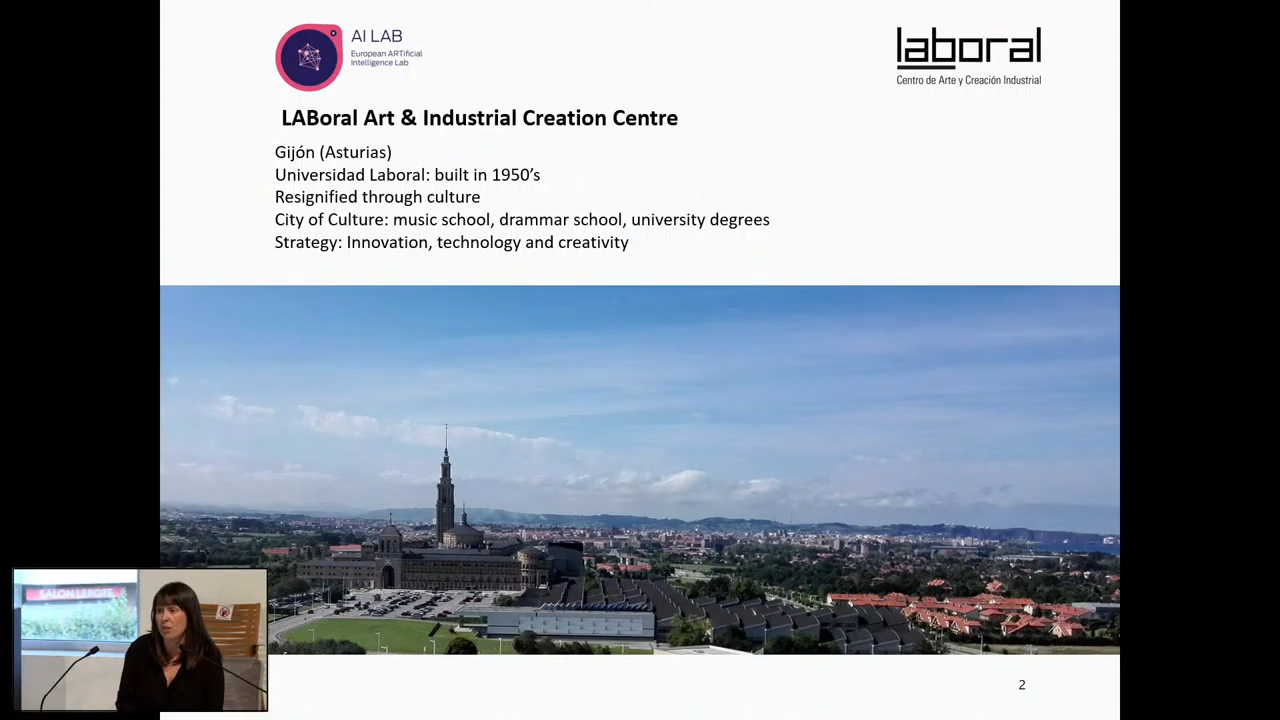 AI LAB
European ARTificial
Intelligence Lab
laboral
Centro de Arte y Creación Industrial
LABoral Art & Industrial Creation Centre
Gijón (Asturias)
Universidad Laboral: built in 1950’s
Resignified through culture
City of Culture: music school, drammar school, university degrees
Strategy: Innovation, technology and creativity
SALON LEPOTE
2